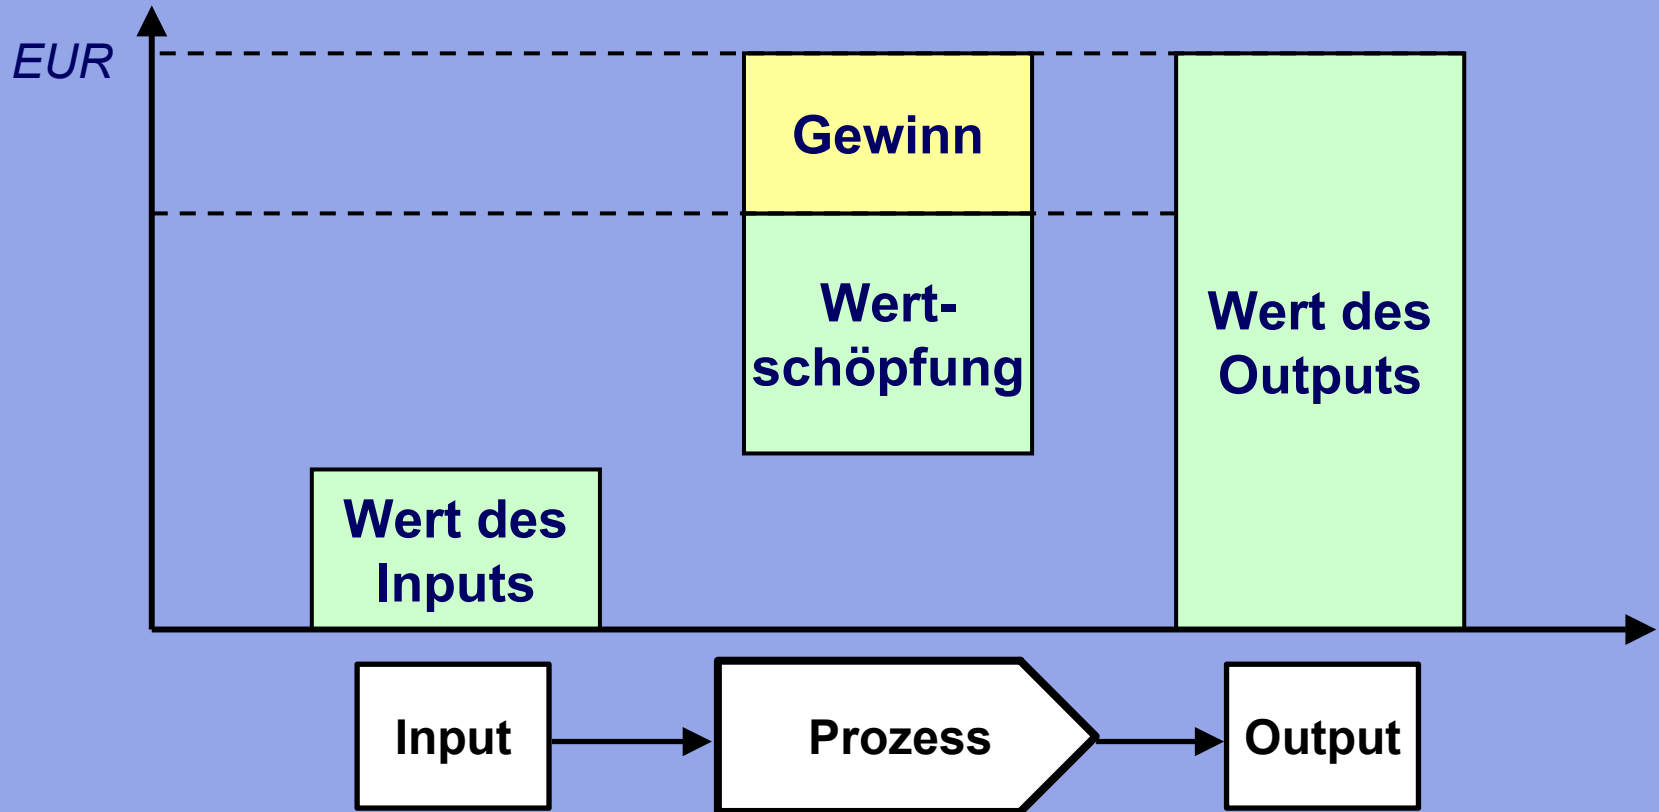 EUR
Gewinn
Wert-
schöpfung
Wert des
Outputs
Wert des
Inputs
Input
Prozess
Output